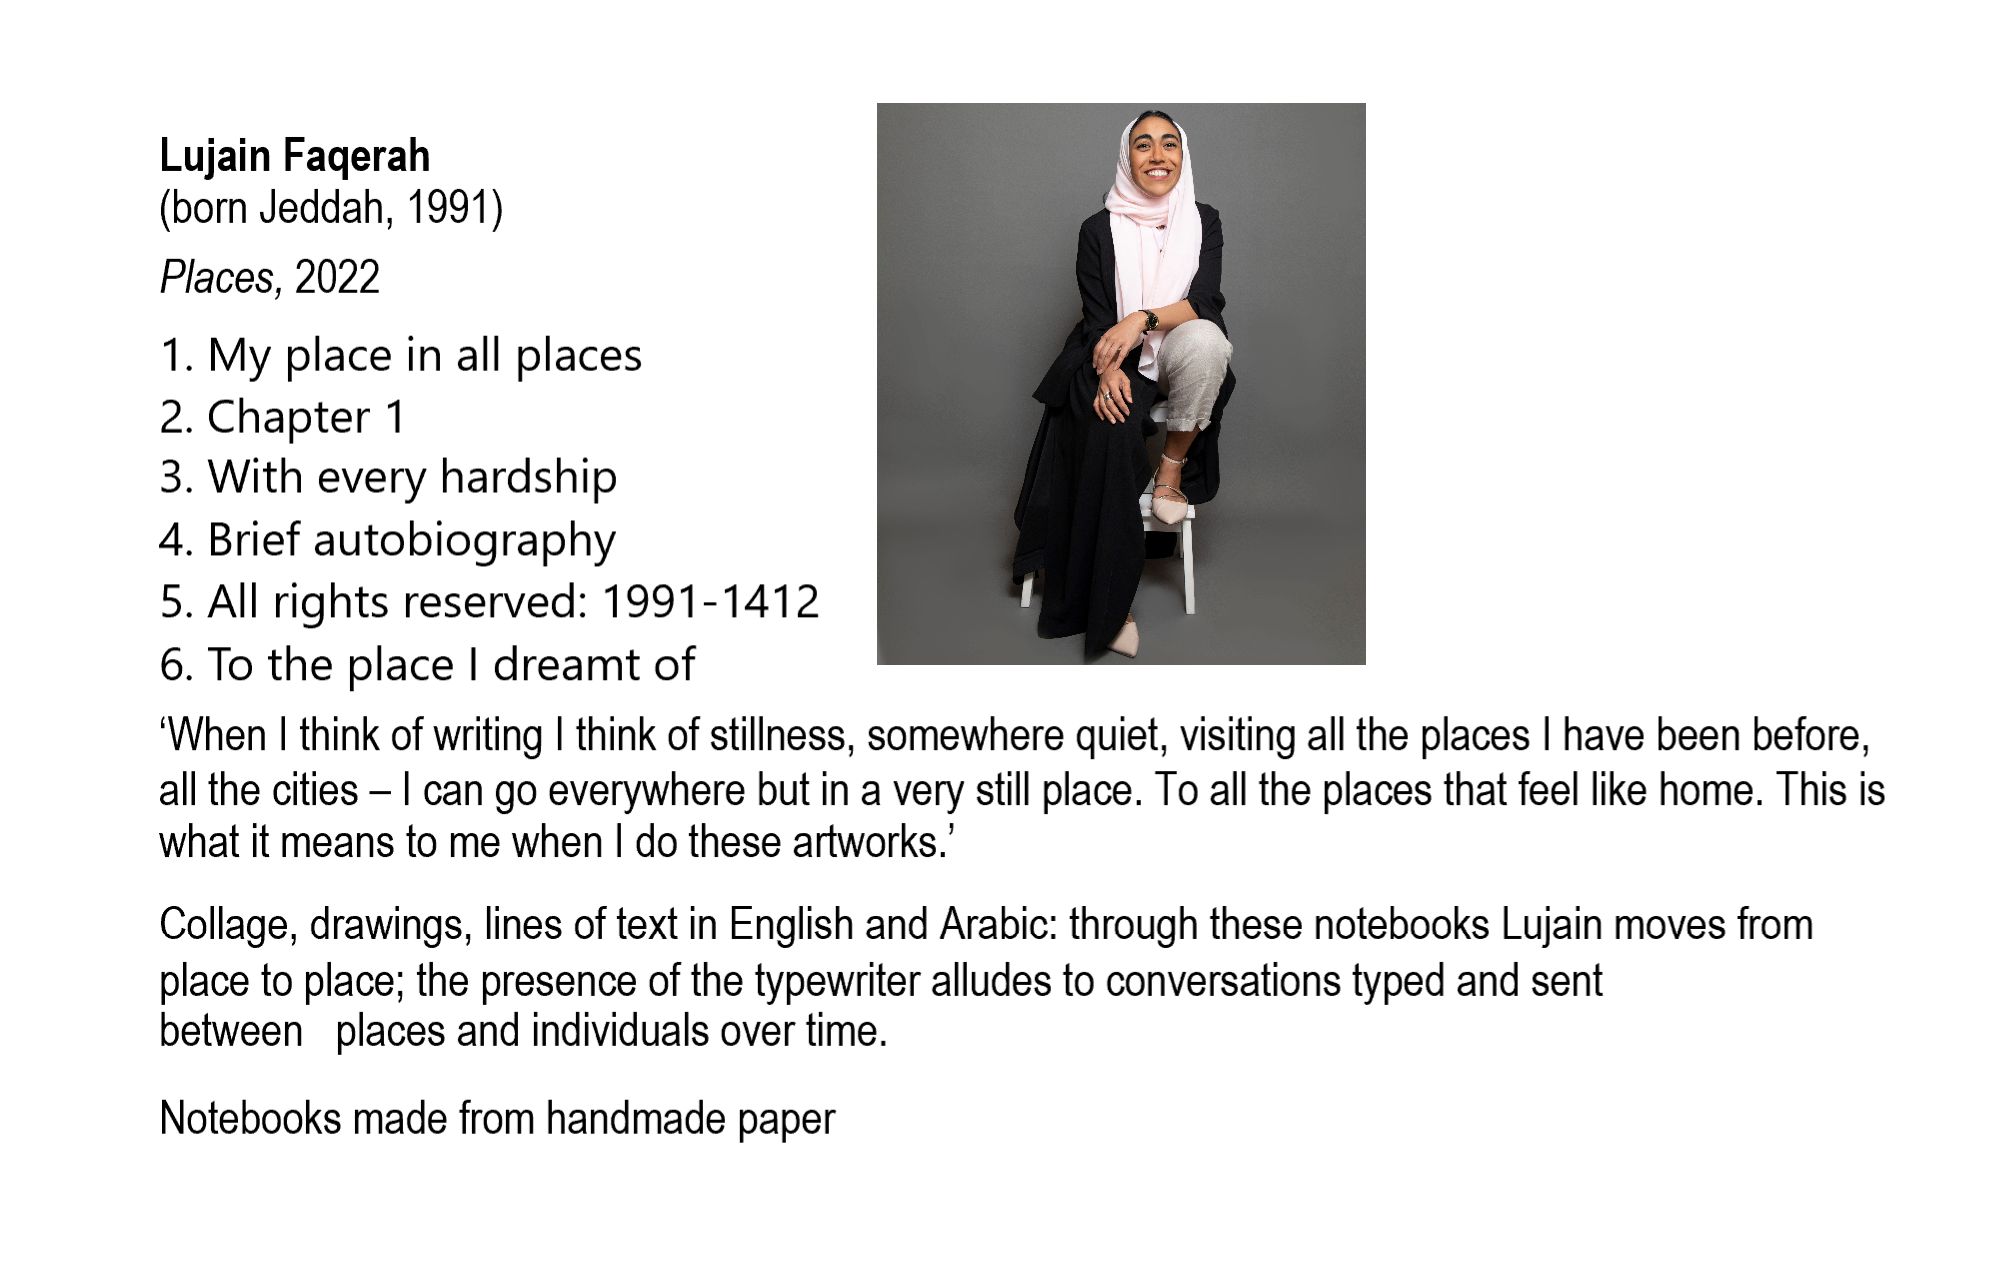 Lujain Faqerah
(born Jeddah, 1991)
Places, 2022
1. My place in all places
2. Chapter 1
3. With every hardship
4. Brief autobiography
5. All rights reserved: 1991-1412
6. To the place I dreamt of
‘When I think of writing I think of stillness, somewhere quiet, visiting all the places I have been before,
all the cities – I can go everywhere but in a very still place. To all the places that feel like home. This is
what it means to me when I do these artworks.’
Collage, drawings, lines of text in English and Arabic: through these notebooks Lujain moves from
place to place; the presence of the typewriter alludes to conversations typed and sent
between   places and individuals over time.
Notebooks made from handmade paper